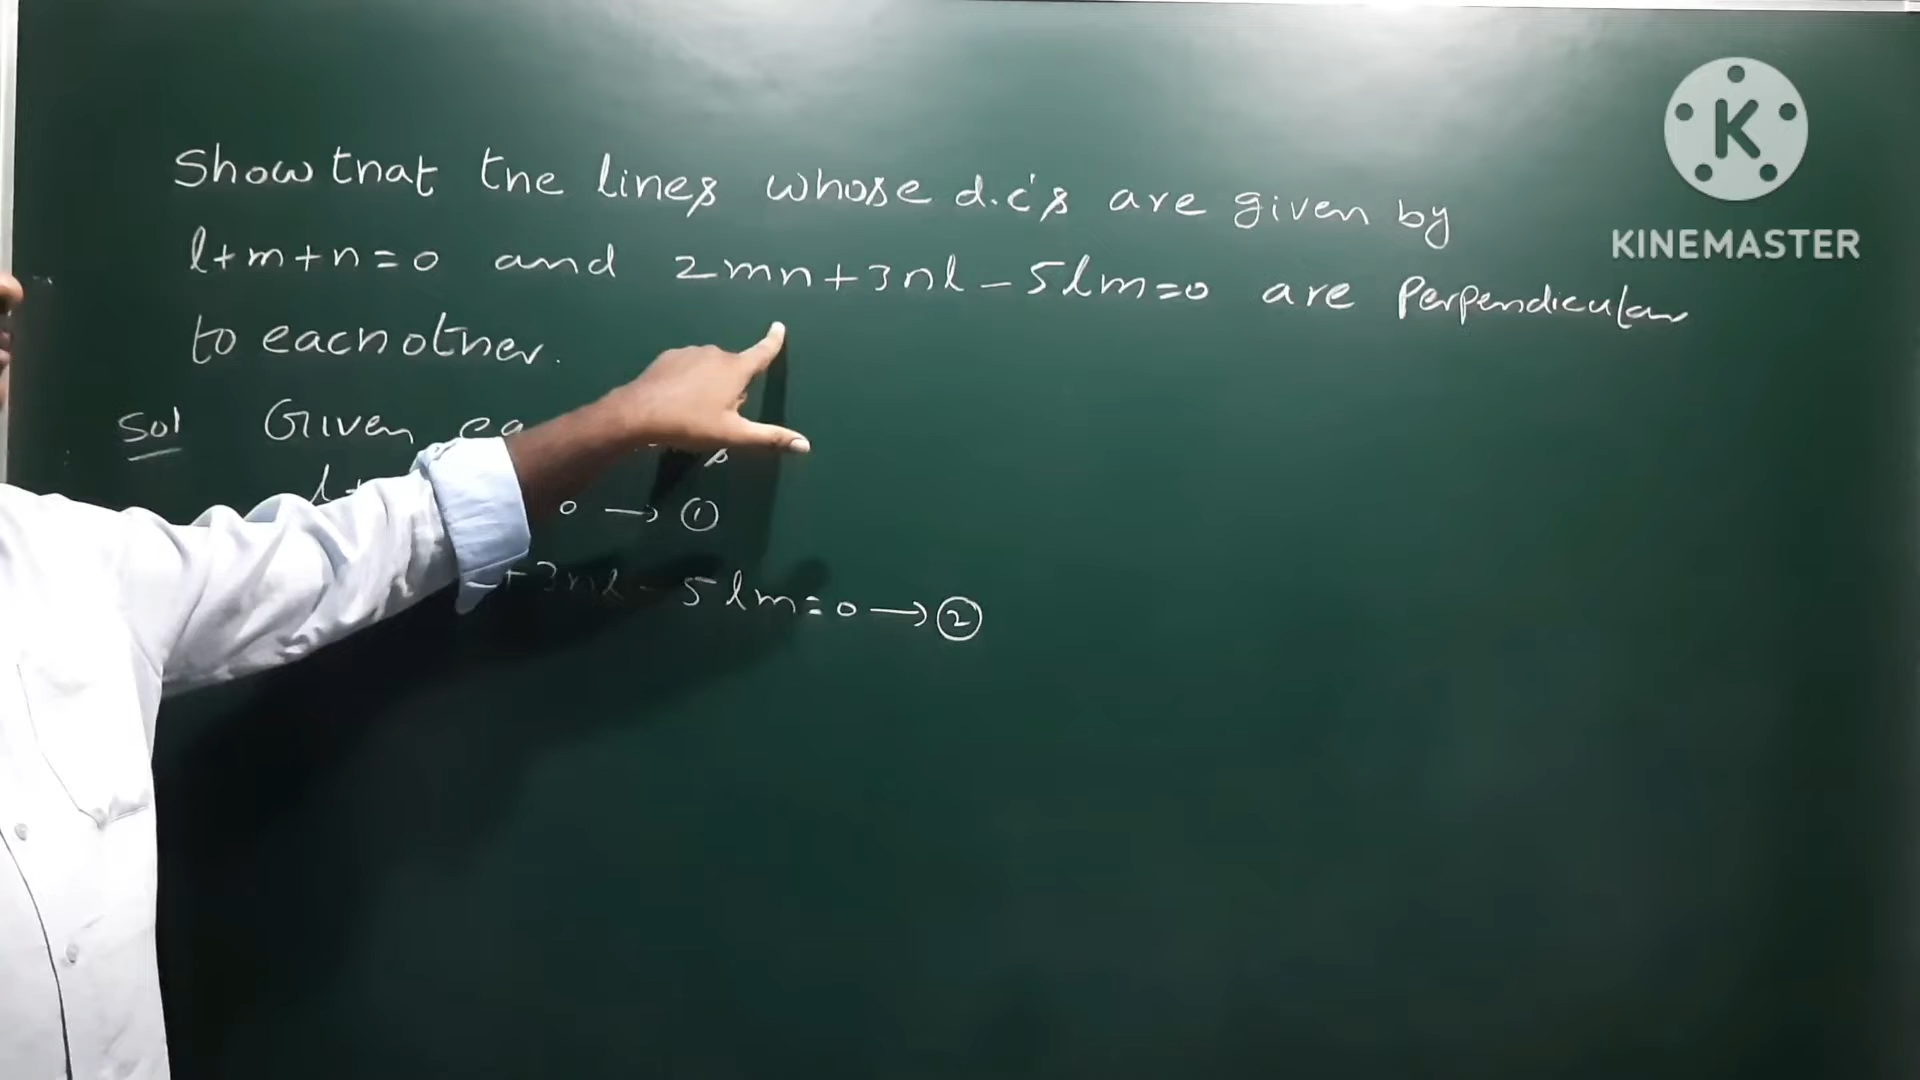 Show that the lines whose d.c's are given by
l+m+n=0 and 2mn+3nl-5lm=0 are Perpendicular
to each other.
Sol Given
l+ 0 → ①
+3nl-5lm=0 → ②
K
KINEMASTER